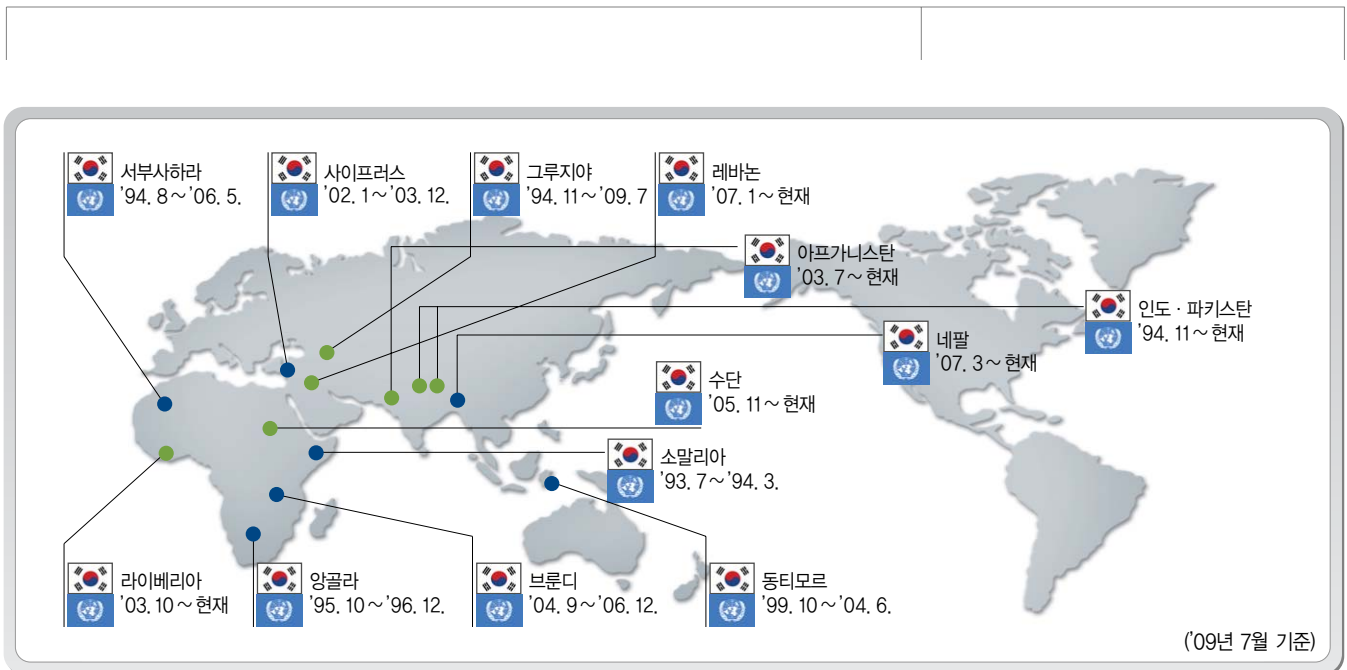 서부사하라
'94. 8～'06. 5.
사이프러스
'02. 1～'03. 12.
그루지야
'94. 11～'09. 7
레바논
'07. 1～현재
아프가니스탄
'03. 7～현재
인도 · 파키스탄
'94. 11～현재
네팔
'07. 3～현재
수단
'05. 11～현재
소말리아
'93. 7～'94. 3.
라이베리아
'03. 10～현재
앙골라
'95. 10～'96. 12.
브룬디
'04. 9～'06. 12.
동티모르
'99. 10～'04. 6.
('09년 7월 기준)